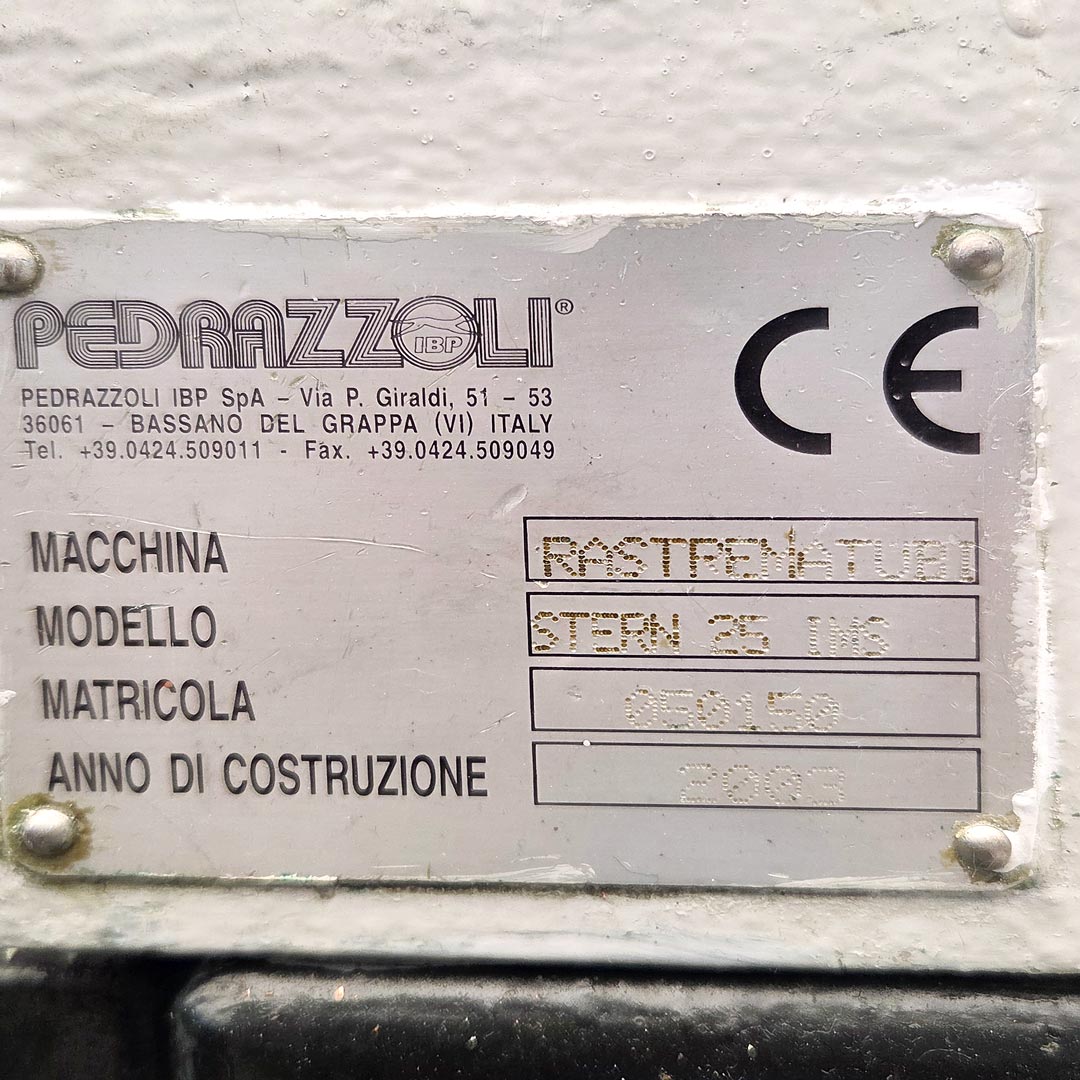 PEDRAZZOLI®
IBP
PEDRAZZOLI IBP SpA – Via P. Giraldi, 51 – 53
36061 – BASSANO DEL GRAPPA (VI) ITALY
Tel. +39.0424.509011 - Fax. +39.0424.509049
CE
MACCHINA RASTREMATUBI
MODELLO STERN 25 IMS
MATRICOLA 050150
ANNO DI COSTRUZIONE 2003